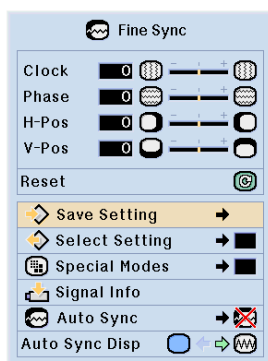 Fine Sync
Clock 0
Phase 0
H-Pos 0
V-Pos 0
Reset
Save Setting
Select Setting
Special Modes
Signal Info
Auto Sync
Auto Sync Disp